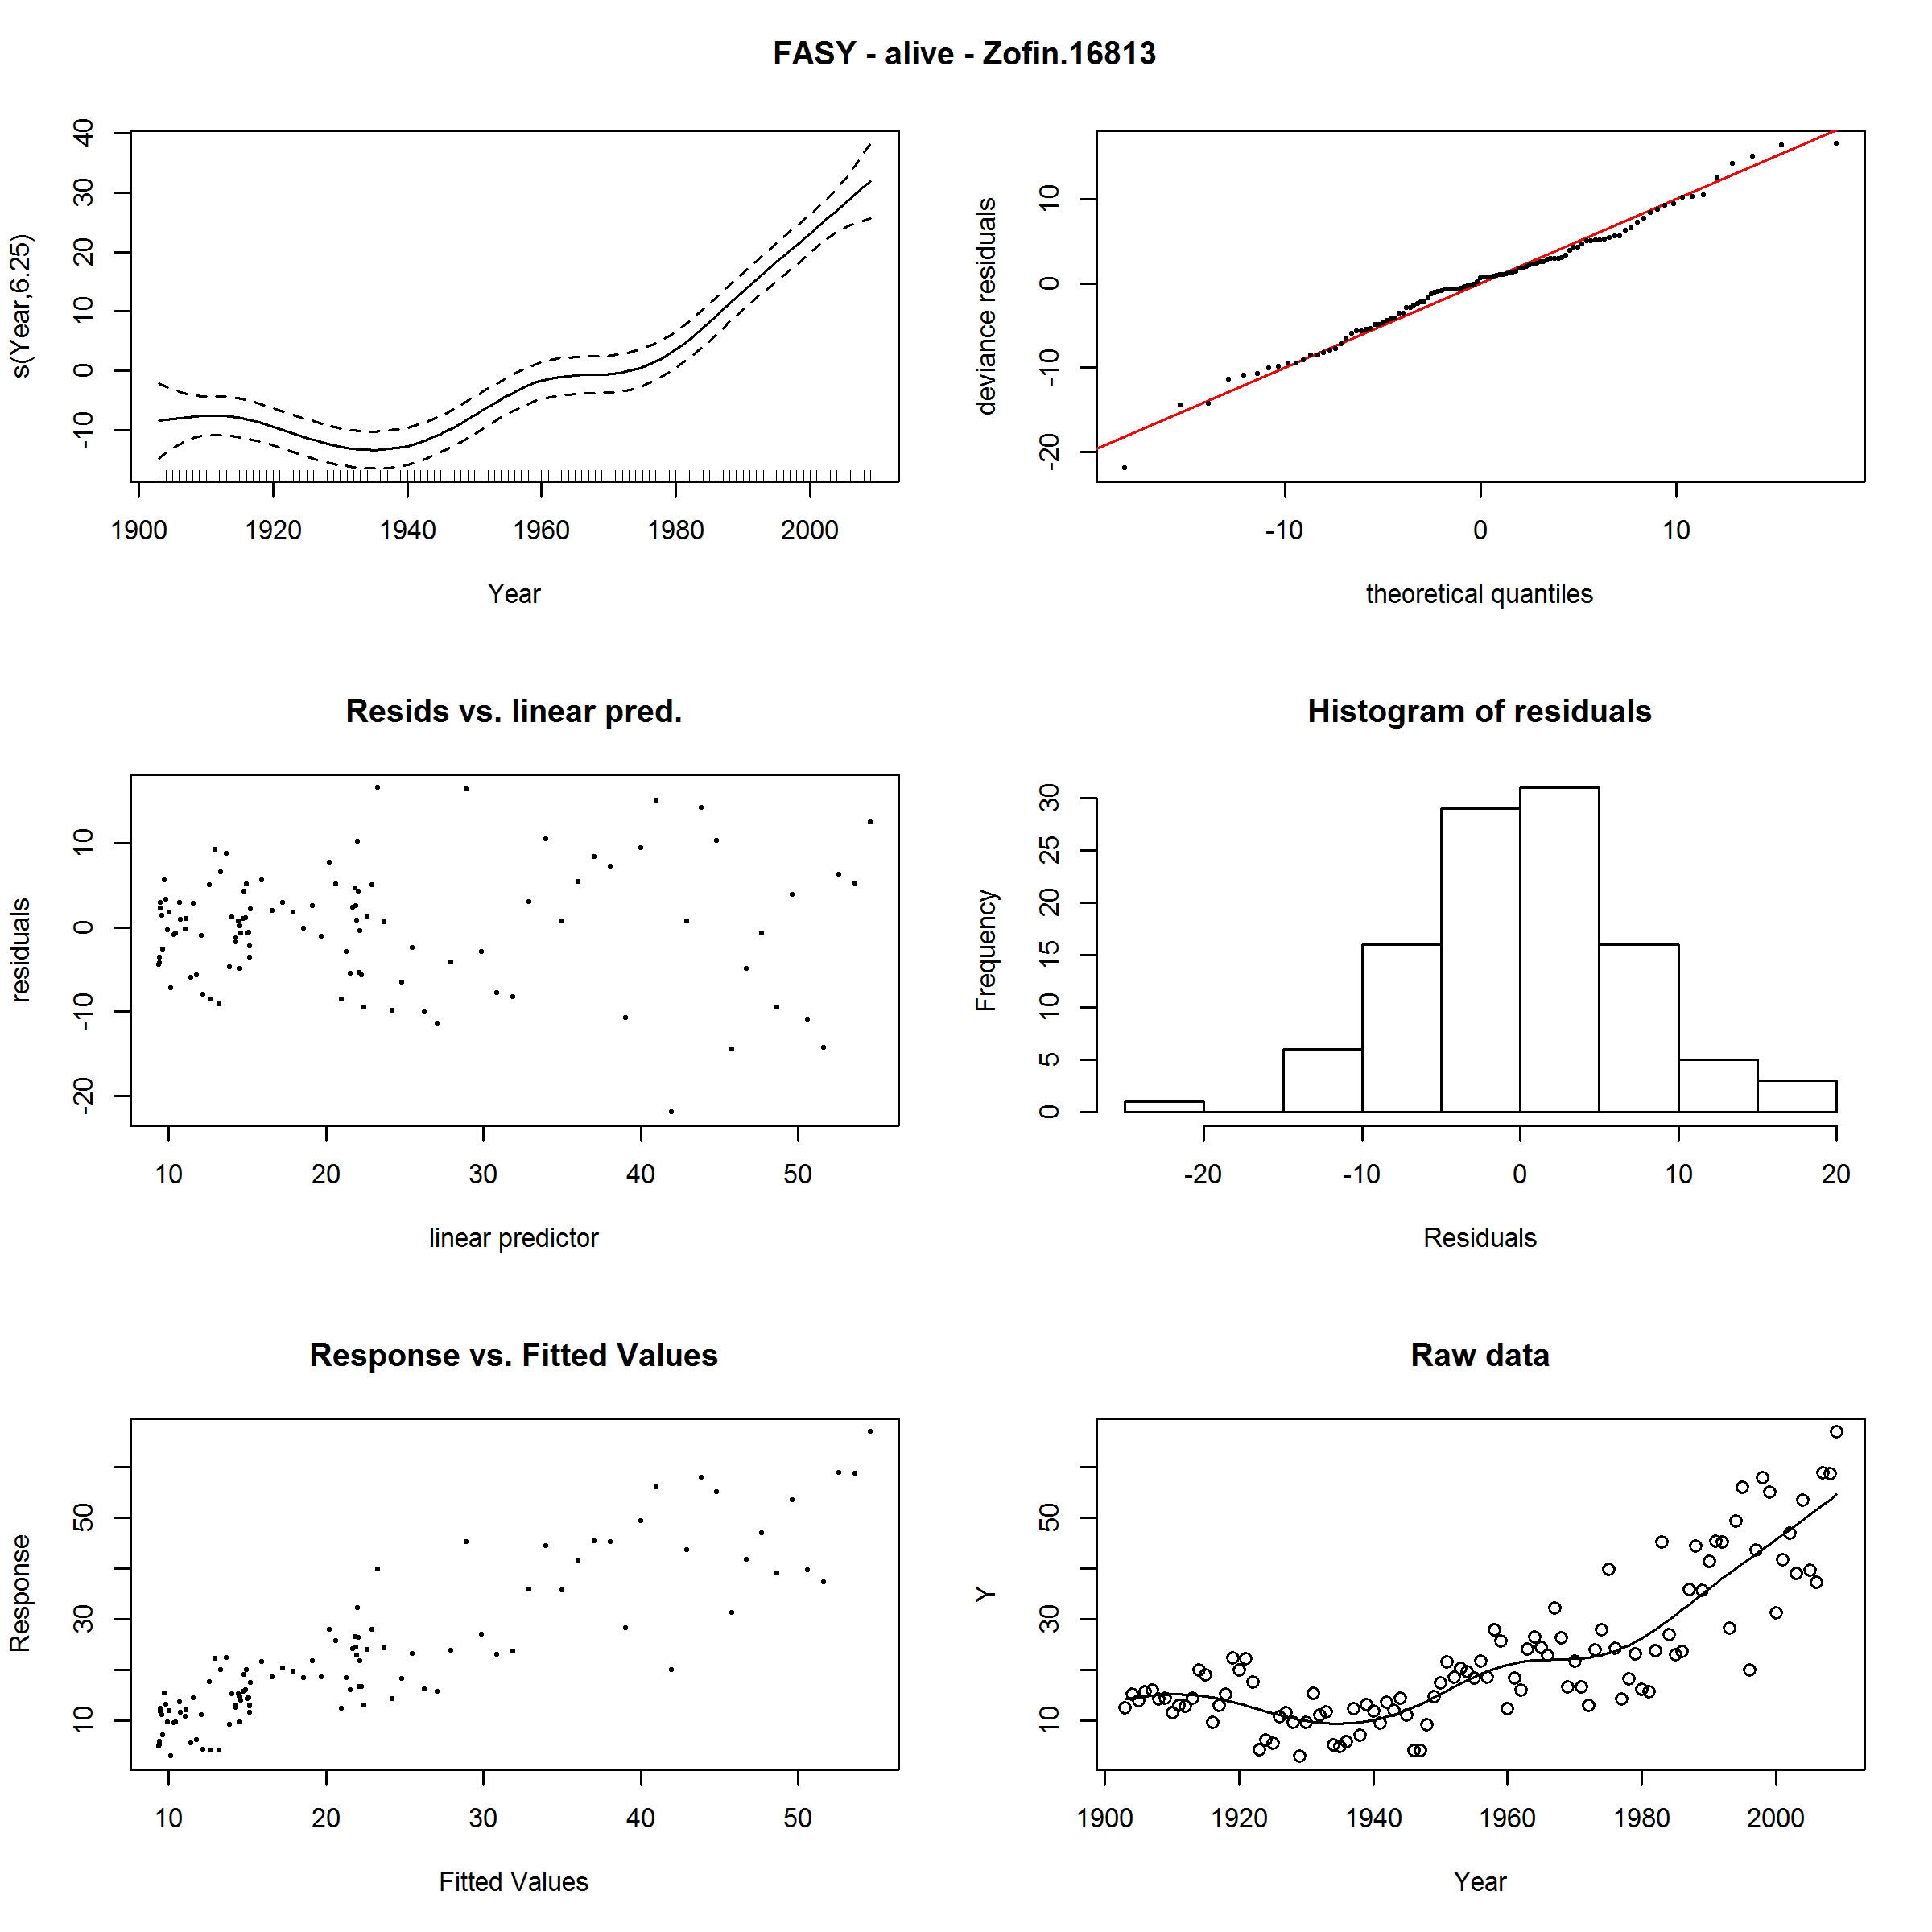 FASY - alive - Zofin.16813
s(Year,6.25)
-10 0 10 20 30 40
1900 1920 1940 1960 1980 2000
Year
deviance residuals
-20 -10 0 10
-10 0 10
theoretical quantiles
Resids vs. linear pred.
residuals
-20 -10 0 10
10 20 30 40 50
linear predictor
Histogram of residuals
Frequency
0 5 10 15 20 25 30
-20 -10 0 10 20
Residuals
Response vs. Fitted Values
Response
10 30 50
10 20 30 40 50
Fitted Values
Raw data
Y
10 30 50
1900 1920 1940 1960 1980 2000
Year